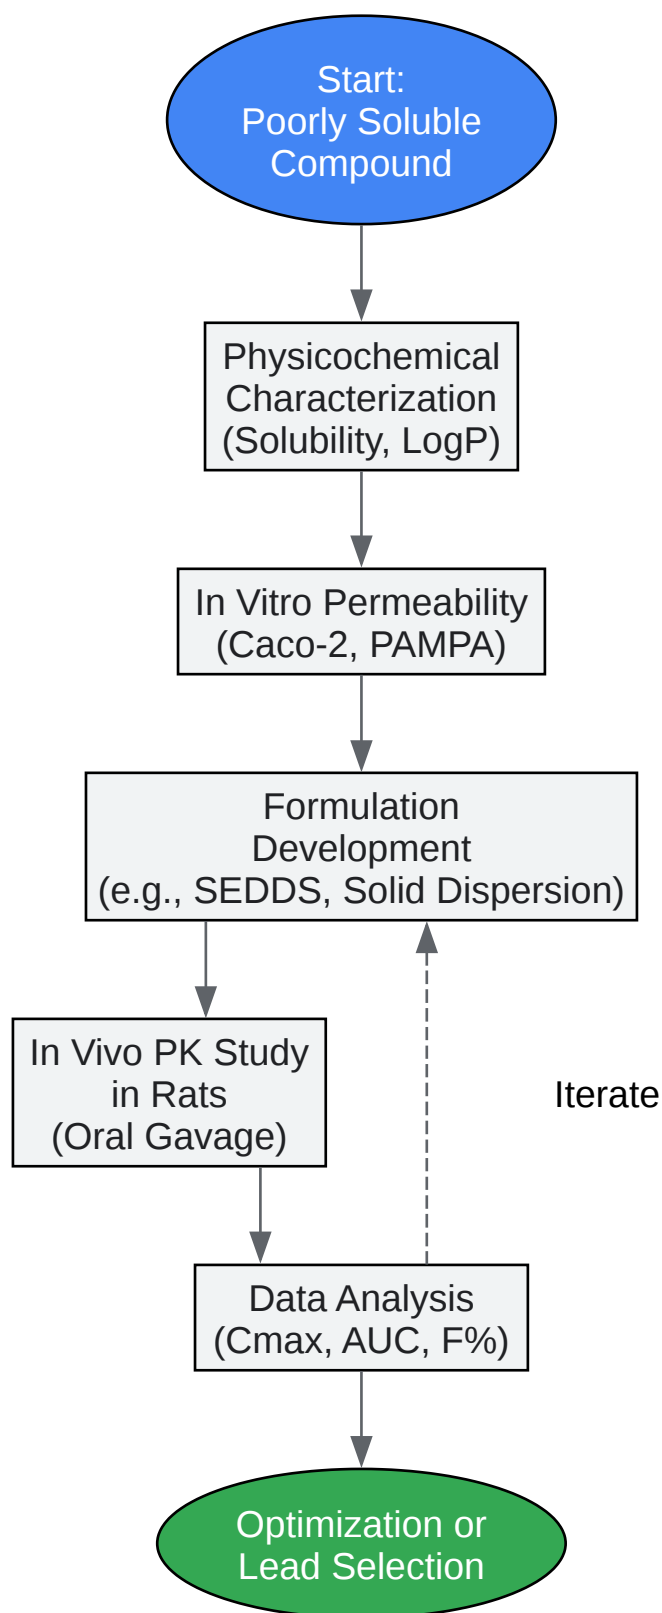 Start:
Poorly Soluble
Compound
Physicochemical
Characterization
(Solubility, LogP)
In Vitro Permeability
(Caco-2, PAMPA)
Formulation
Development
(e.g., SEDDS, Solid Dispersion)
In Vivo PK Study
in Rats
(Oral Gavage)
Iterate
Data Analysis
(Cmax, AUC, F%)
Optimization or
Lead Selection